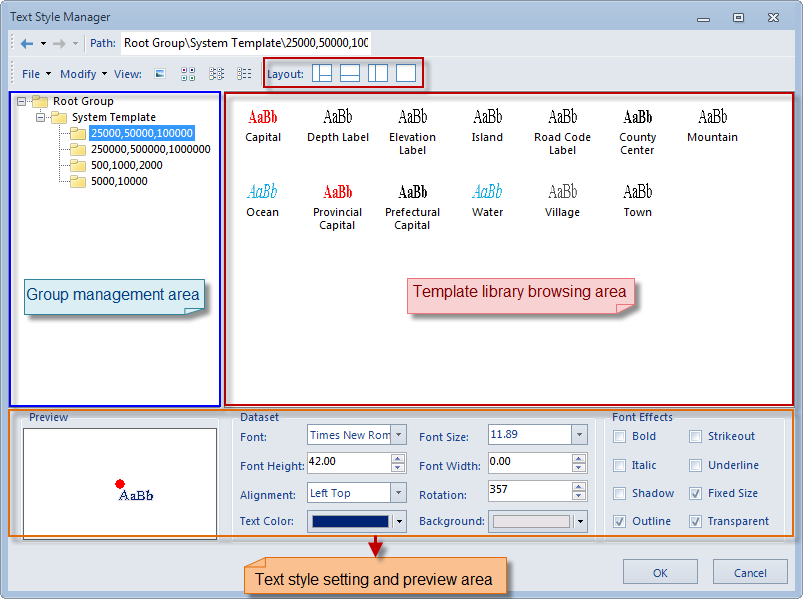 Text Style Manager
Path: Root Group\System Template\25000,50000,100
File Modify View: Layout:
Root Group
System Template
25000,50000,100000
250000,500000,1000000
500,1000,2000
5000,10000
Group management area
AaBb AaBb AaBb AaBb AaBb AaBb AaBb
Capital Depth Label Elevation Label Island Road Code Label County Center Mountain
AaBb AaBb AaBb AaBb AaBb AaBb
Ocean Provincial Capital Prefectural Capital Water Village Town
Template library browsing area
Preview
AaBb
Dataset
Font: Times New Rom Font Size: 11.89
Font Height: 42.00 Font Width: 0.00
Alignment: Left Top Rotation: 357
Text Color: Background:
Font Effects
Bold Strikeout
Italic Underline
Shadow Fixed Size
Outline Transparent
Text style setting and preview area
OK Cancel